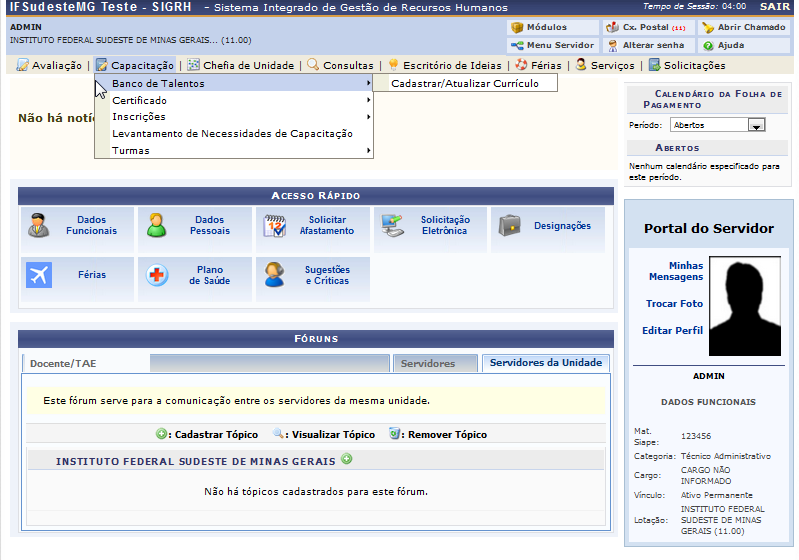 IFSudesteMG Teste - SIGRH - Sistema Integrado de Gestão de Recursos Humanos
Tempo de Sessão: 04:00 SAIR
ADMIN
INSTITUTO FEDERAL SUDESTE DE MINAS GERAIS... (11.00)
Módulos Cx. Postal (11) Abrir Chamado
Menu Servidor Alterar senha Ajuda
Avaliação | Capacitação | Chefia de Unidade | Consultas | Escritório de Ideias | Férias | Serviços | Solicitações
Banco de Talentos
Cadastrar/Atualizar Currículo
Certificado
Inscrições
Levantamento de Necessidades de Capacitação
Turmas
Não há notí
Calendário da Folha de
Pagamento
Período: Abertos
Abertos
Nenhum calendário especificado para
este período.
Acesso Rápido
Dados
Funcionais
Dados
Pessoais
Solicitar
Afastamento
Solicitação
Eletrônica
Designações
Férias
Plano
de Saúde
Sugestões
e Críticas
Portal do Servidor
Minhas
Mensagens
Trocar Foto
Editar Perfil
ADMIN
DADOS FUNCIONAIS
Mat.
Siape: 123456
Categoria: Técnico Administrativo
Cargo: CARGO NÃO
INFORMADO
Vínculo: Ativo Permanente
Lotação: INSTITUTO FEDERAL
SUDESTE DE MINAS
GERAIS (11.00)
Fóruns
Docente/TAE Servidores Servidores da Unidade
Este fórum serve para a comunicação entre os servidores da mesma unidade.
: Cadastrar Tópico : Visualizar Tópico : Remover Tópico
INSTITUTO FEDERAL SUDESTE DE MINAS GERAIS
Não há tópicos cadastrados para este fórum.